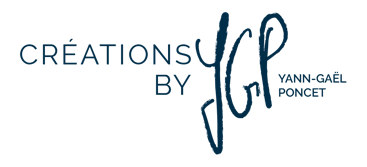 CRÉATIONS
BY
YGP
YANN-GAËL
PONCET